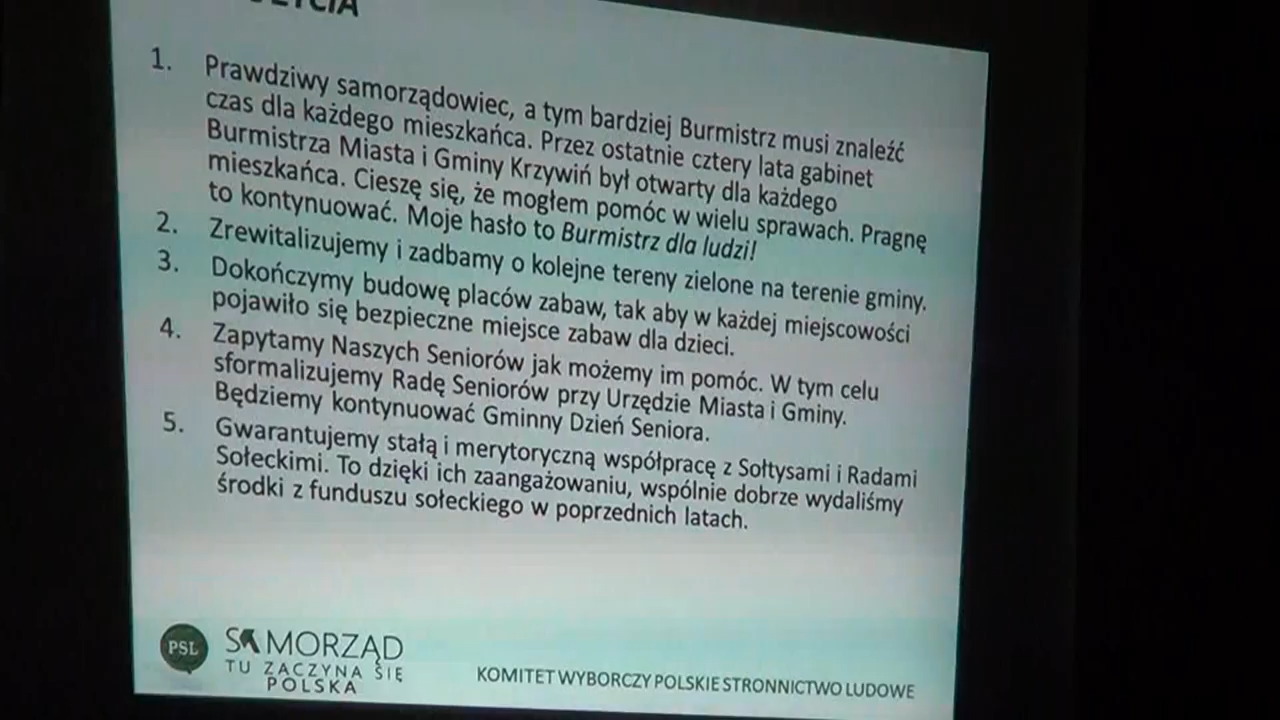 1. Prawdziwy samorządowiec, a tym bardziej Burmistrz musi znaleźć
czas dla każdego mieszkańca. Przez ostatnie cztery lata gabinet
Burmistrza Miasta i Gminy Krzywiń był otwarty dla każdego
mieszkańca. Cieszę się, że mogłem pomóc w wielu sprawach. Pragnę
to kontynuować. Moje hasło to Burmistrz dla ludzi!
2. Zrewitalizujemy i zadbamy o kolejne tereny zielone na terenie gminy.
3. Dokończymy budowę placów zabaw, tak aby w każdej miejscowości
pojawiło się bezpieczne miejsce zabaw dla dzieci.
4. Zapytamy Naszych Seniorów jak możemy im pomóc. W tym celu
sformalizujemy Radę Seniorów przy Urzędzie Miasta i Gminy.
Będziemy kontynuować Gminny Dzień Seniora.
5. Gwarantujemy stałą i merytoryczną współpracę z Sołtysami i Radami
Sołeckimi. To dzięki ich zaangażowaniu, wspólnie dobrze wydaliśmy
środki z funduszu sołeckiego w poprzednich latach.
PSL
SAMORZĄD
TU ZACZYNA SIĘ
POLSKA
KOMITET WYBORCZY POLSKIE STRONNICTWO LUDOWE